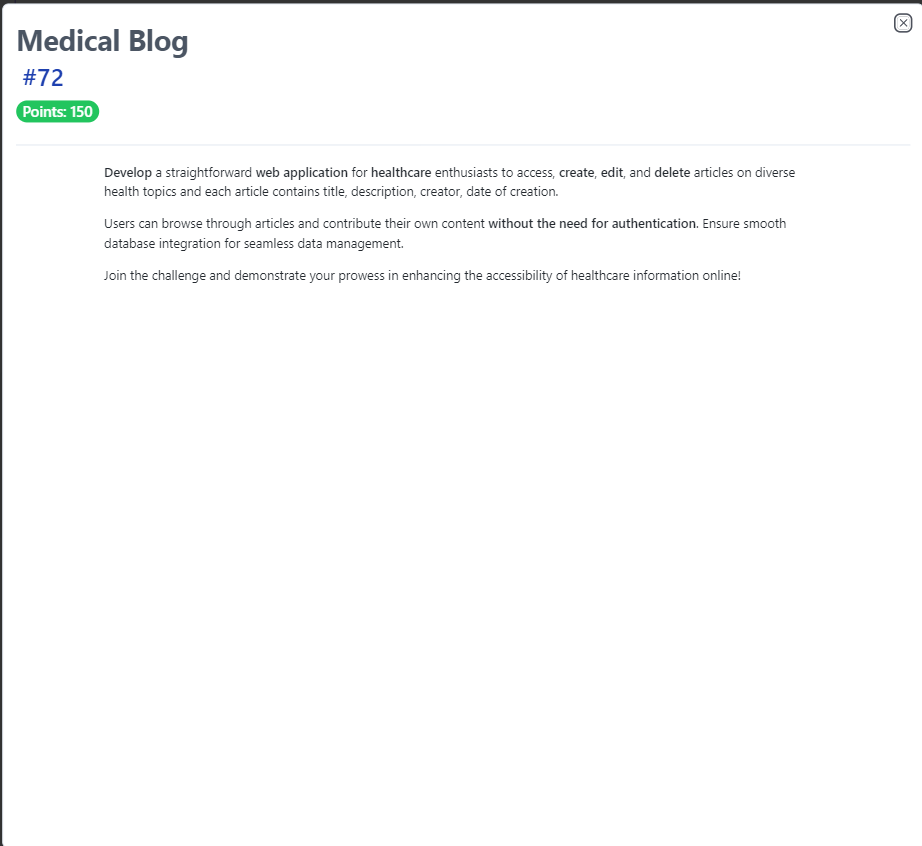 Medical Blog
#72
Points: 150
Develop a straightforward web application for healthcare enthusiasts to access, create, edit, and delete articles on diverse
health topics and each article contains title, description, creator, date of creation.
Users can browse through articles and contribute their own content without the need for authentication. Ensure smooth
database integration for seamless data management.
Join the challenge and demonstrate your prowess in enhancing the accessibility of healthcare information online!